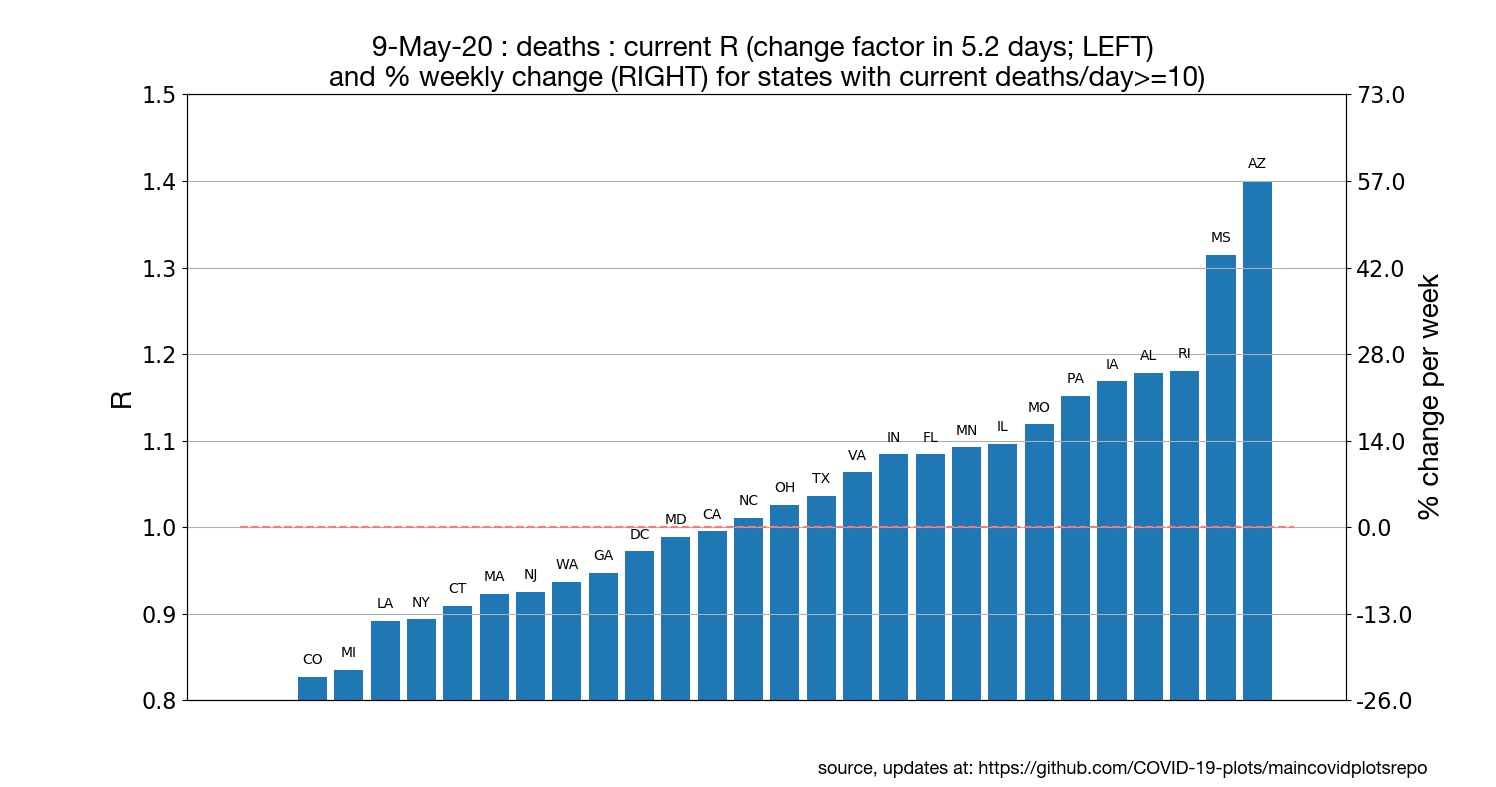 9-May-20 : deaths : current R (change factor in 5.2 days; LEFT)
and % weekly change (RIGHT) for states with current deaths/day>=10)
1.5
1.4
1.3
1.2
1.1
1.0
0.9
0.8
R
CO
MI
LA
NY
CT
MA
NJ
WA
GA
DC
MD
CA
NC
OH
TX
VA
IN
FL
MN
IL
MO
PA
IA
AL
RI
MS
AZ
73.0
57.0
42.0
28.0
14.0
0.0
-13.0
-26.0
% change per week
source, updates at: https://github.com/COVID-19-plots/maincovidplotsrepo